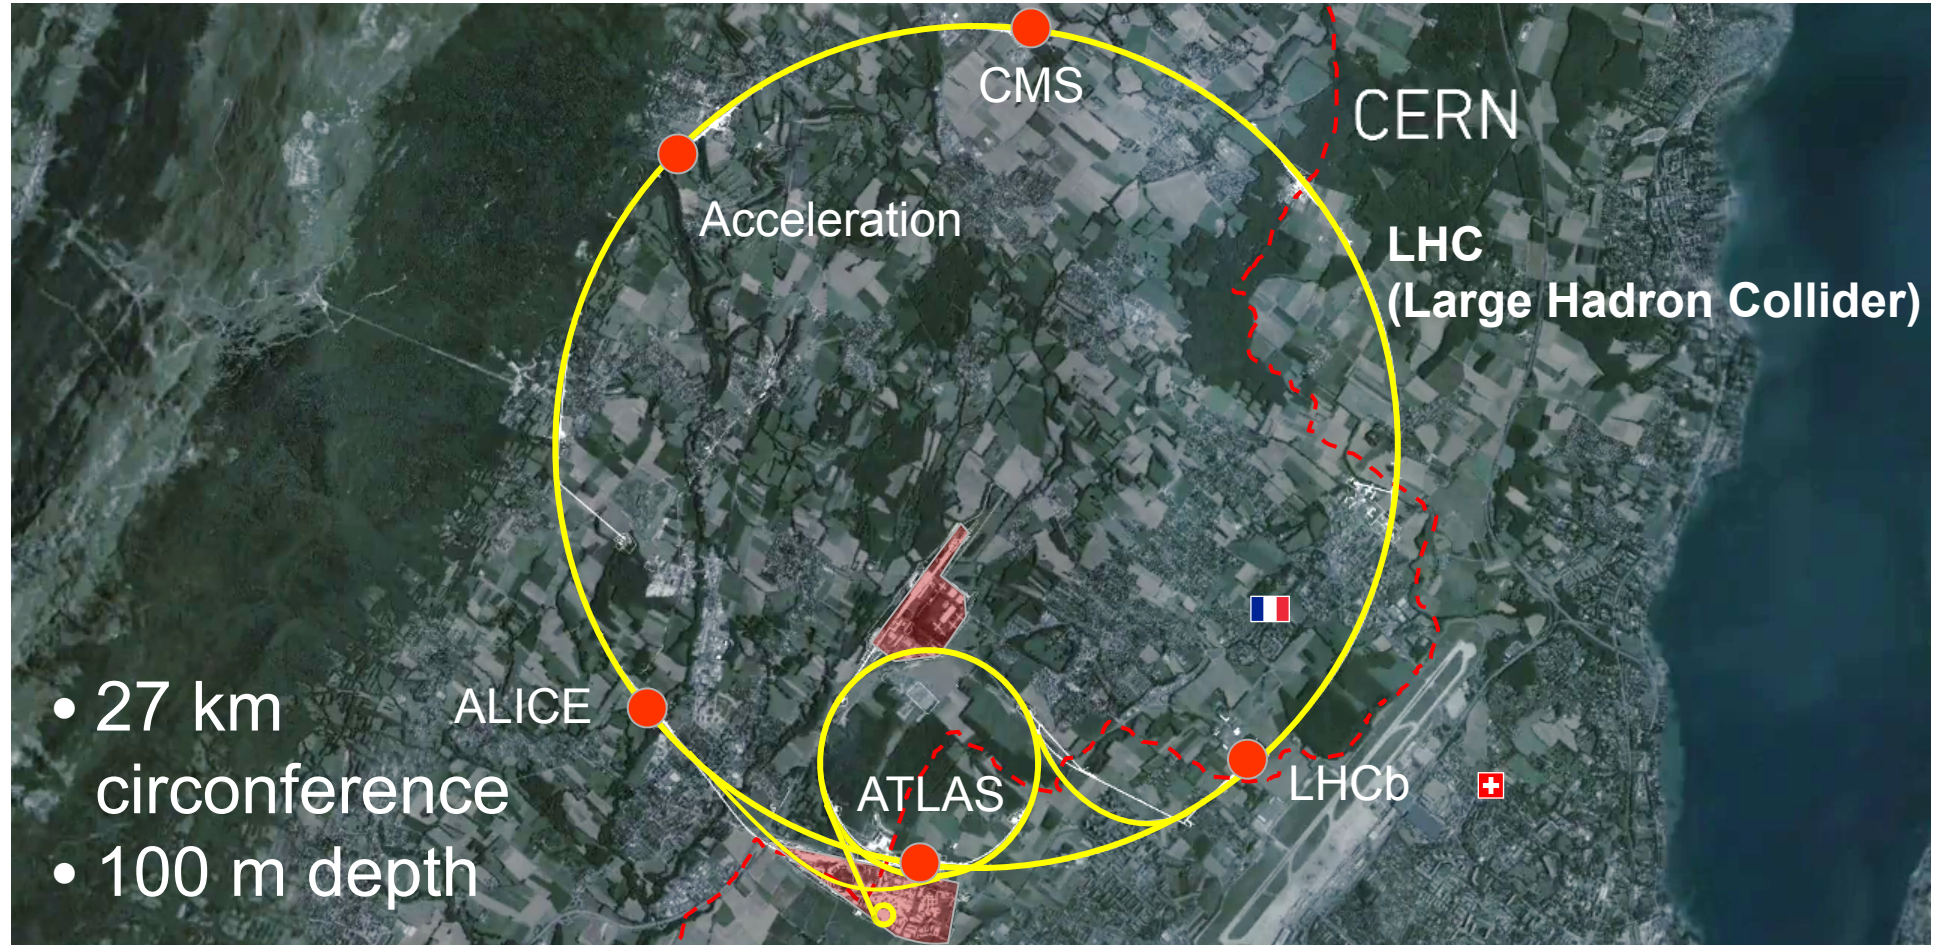 CMS
CERN
Acceleration
LHC
(Large Hadron Collider)
ALICE
ATLAS
LHCb
• 27 km
circonference
• 100 m depth